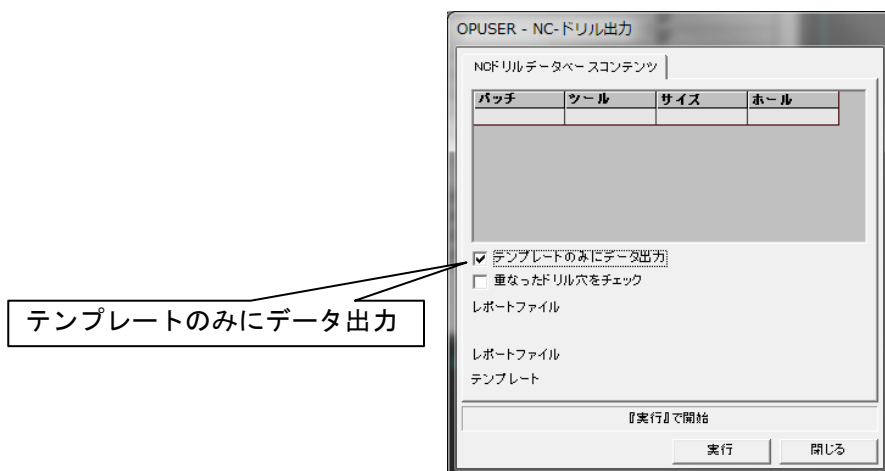 OPUSER - NC-ドリル出力
NCドリルデータベースコンテンツ
パッチ ツール サイズ ホール
テンプレートのみにデータ出力
重なったドリル穴をチェック
テンプレートのみにデータ出力
レポートファイル
レポートファイル
テンプレート
『実行』で開始
実行 閉じる